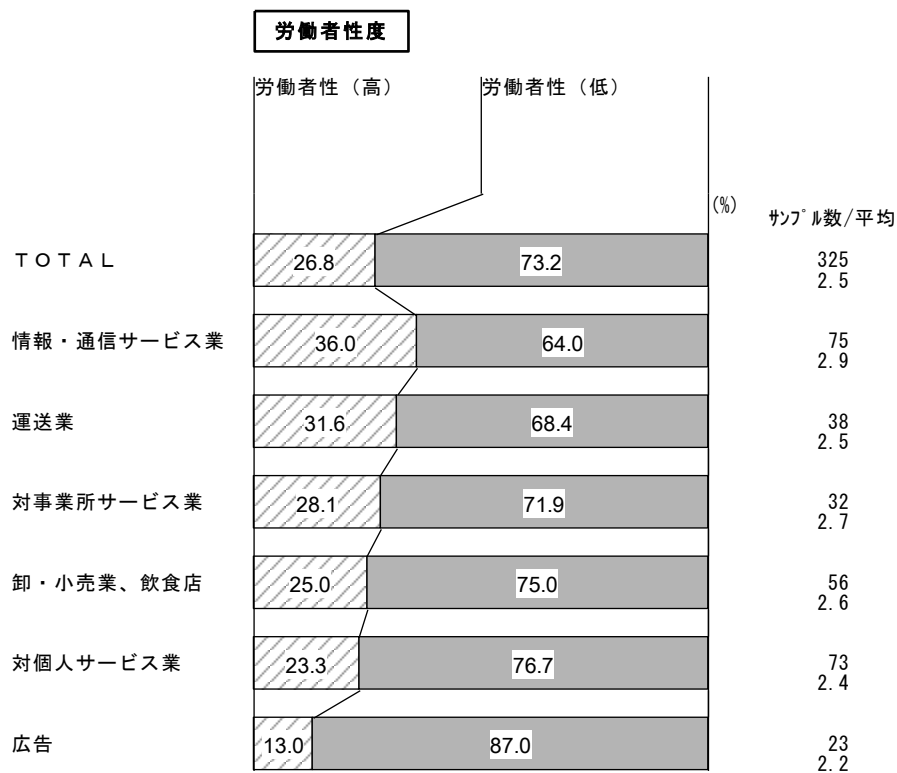 労働者性度
労働者性（高） 労働者性（低）
(%) ｻﾝﾌﾟﾙ数/平均
ＴＯＴＡＬ 26.8 73.2 325
2.5
情報・通信サービス業 36.0 64.0 75
2.9
運送業 31.6 68.4 38
2.5
対事業所サービス業 28.1 71.9 32
2.7
卸・小売業、飲食店 25.0 75.0 56
2.6
対個人サービス業 23.3 76.7 73
2.4
広告 13.0 87.0 23
2.2